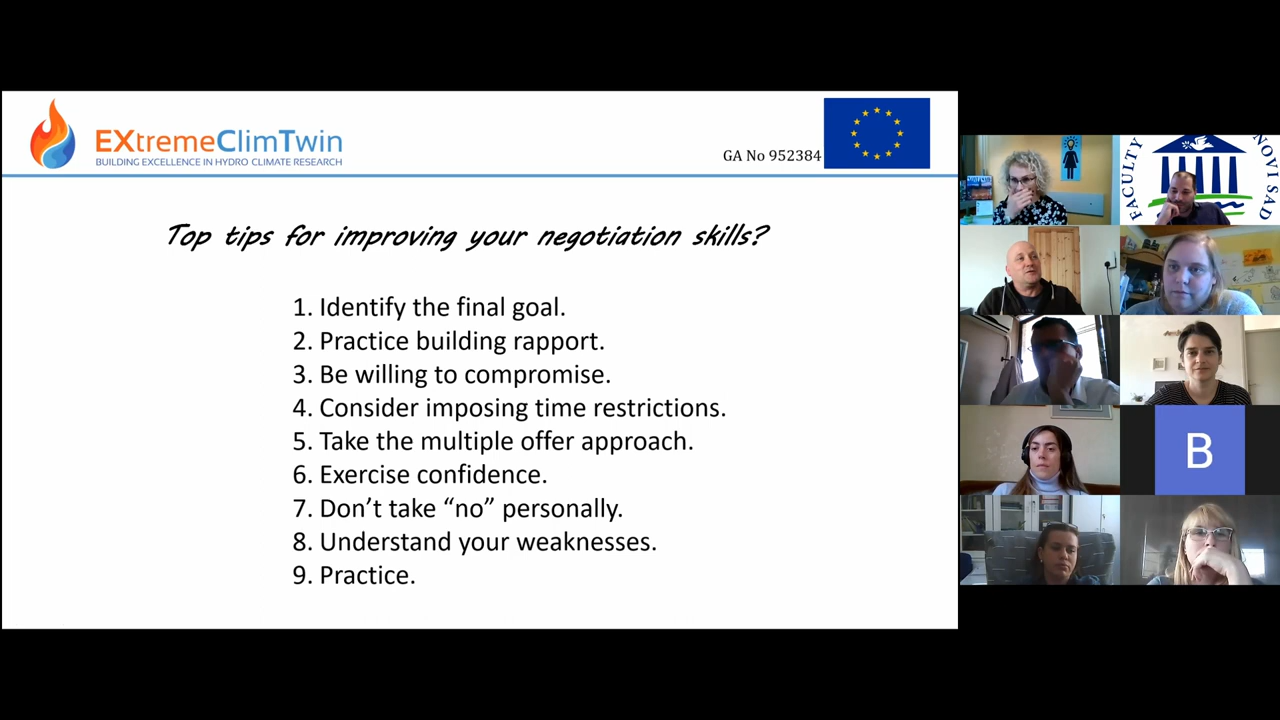 EXtremeClimTwin
BUILDING EXCELLENCE IN HYDRO CLIMATE RESEARCH
GA No 952384
Top tips for improving your negotiation skills?
1. Identify the final goal.
2. Practice building rapport.
3. Be willing to compromise.
4. Consider imposing time restrictions.
5. Take the multiple offer approach.
6. Exercise confidence.
7. Don’t take “no” personally.
8. Understand your weaknesses.
9. Practice.
FACULTY
NOVI SAD
B